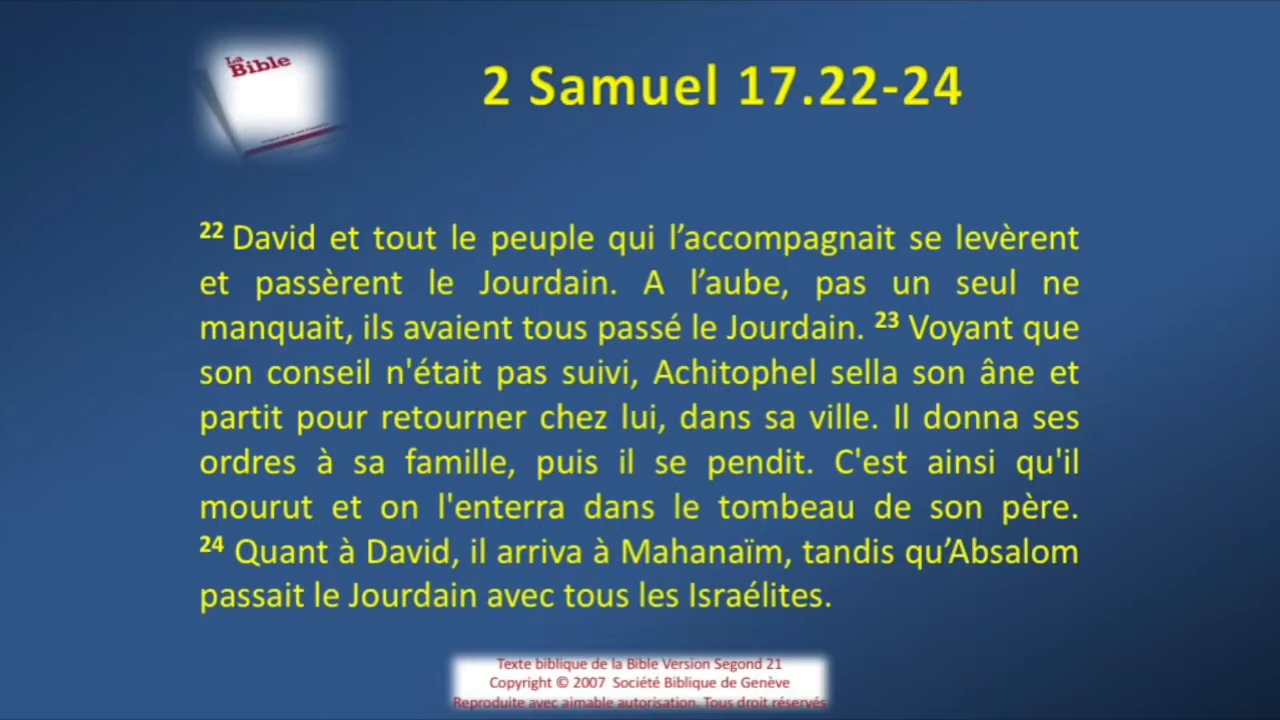 La
Bible
2 Samuel 17.22-24
22 David et tout le peuple qui l’accompagnait se levèrent
et passèrent le Jourdain. A l’aube, pas un seul ne
manquait, ils avaient tous passé le Jourdain. 23 Voyant que
son conseil n'était pas suivi, Achitophel sella son âne et
partit pour retourner chez lui, dans sa ville. Il donna ses
ordres à sa famille, puis il se pendit. C'est ainsi qu'il
mourut et on l'enterra dans le tombeau de son père.
24 Quant à David, il arriva à Mahanaïm, tandis qu’Absalom
passait le Jourdain avec tous les Israélites.
Texte biblique de la Bible Version Segond 21
Copyright © 2007 Société Biblique de Genève
Reproduite avec aimable autorisation. Tous droit réservés